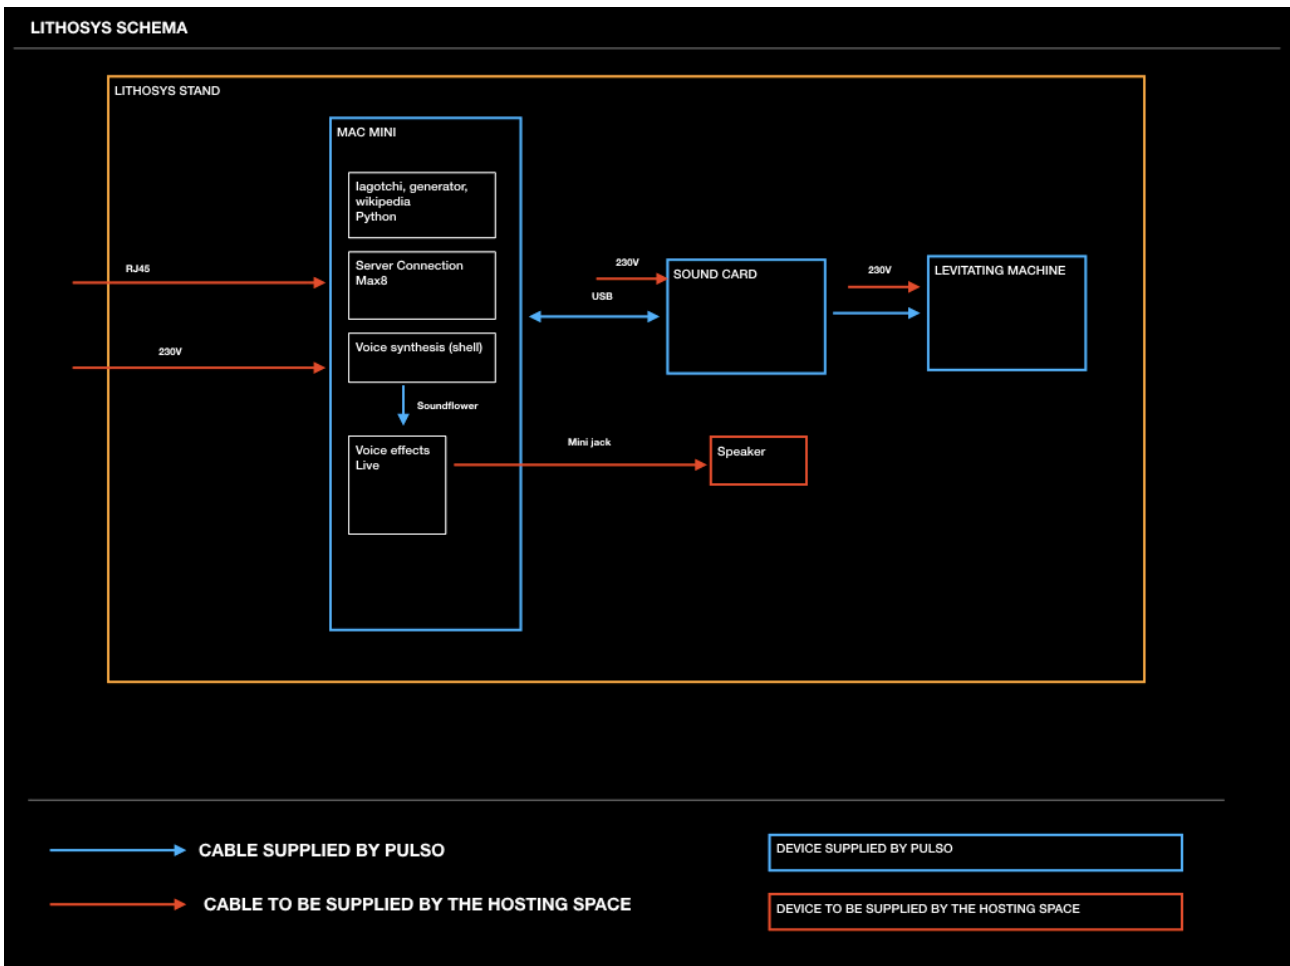 LITHOSYS SCHEMA
LITHOSYS STAND
MAC MINI
Iagotchi, generator,
wikipedia
Python
Server Connection
Max8
Voice synthesis (shell)
Soundflower
Voice effects
Live
RJ45
230V
230V
USB
SOUND CARD
230V
LEVITATING MACHINE
Mini jack
Speaker
CABLE SUPPLIED BY PULSO
CABLE TO BE SUPPLIED BY THE HOSTING SPACE
DEVICE SUPPLIED BY PULSO
DEVICE TO BE SUPPLIED BY THE HOSTING SPACE